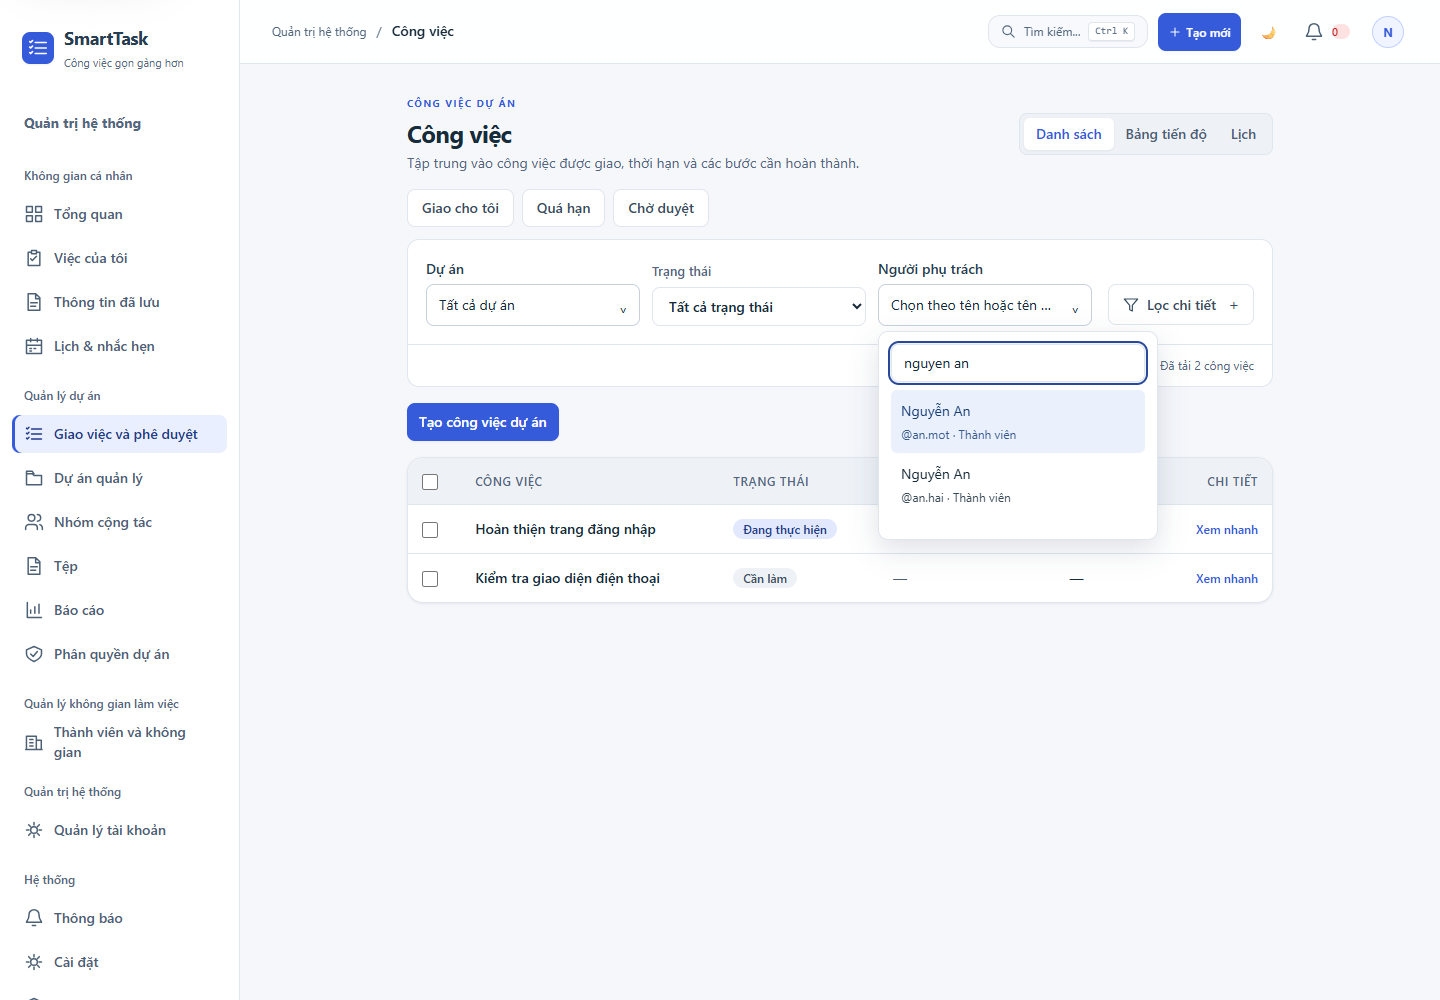 SmartTask
Công việc gọn gàng hơn
Quản trị hệ thống
Không gian cá nhân
Tổng quan
Việc của tôi
Thông tin đã lưu
Lịch & nhắc hẹn
Quản lý dự án
Giao việc và phê duyệt
Dự án quản lý
Nhóm cộng tác
Tệp
Báo cáo
Phân quyền dự án
Quản lý không gian làm việc
Thành viên và không
gian
Quản trị hệ thống
Quản lý tài khoản
Hệ thống
Thông báo
Cài đặt
Quản trị hệ thống / Công việc
Tìm kiếm... Ctrl K
+ Tạo mới
0
N
CÔNG VIỆC DỰ ÁN
Công việc
Tập trung vào công việc được giao, thời hạn và các bước cần hoàn thành.
Danh sách Bảng tiến độ Lịch
Giao cho tôi Quá hạn Chờ duyệt
Dự án Trạng thái Người phụ trách
Tất cả dự án Tất cả trạng thái Chọn theo tên hoặc tên ... Lọc chi tiết +
Đã tải 2 công việc
nguyen an
Nguyễn An
@an.mot · Thành viên
Nguyễn An
@an.hai · Thành viên
Tạo công việc dự án
CÔNG VIỆC TRẠNG THÁI CHI TIẾT
Hoàn thiện trang đăng nhập Đang thực hiện Xem nhanh
Kiểm tra giao diện điện thoại Cần làm — — Xem nhanh